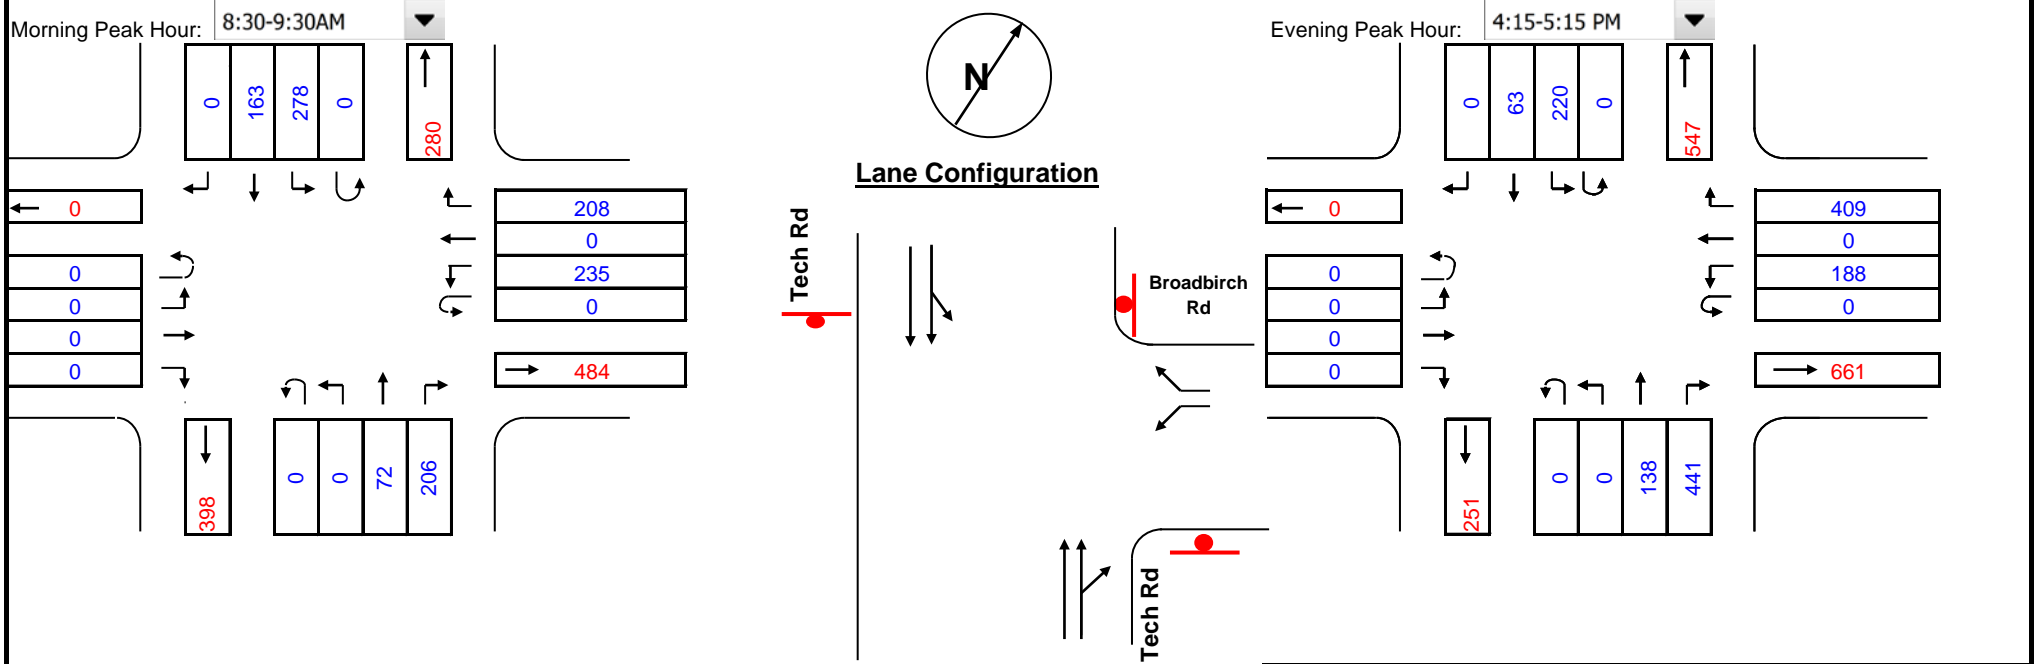 Morning Peak Hour: 8:30-9:30AM
0 163 278 0 280
0
208
0
235
0
0
0
0
0
484
398 0 0 72 206
N
Lane Configuration
Tech Rd
Broadbirch
Rd
Tech Rd
Evening Peak Hour: 4:15-5:15 PM
0 63 220 0 547
0
409
0
188
0
0
0
0
0
661
251 0 0 138 441